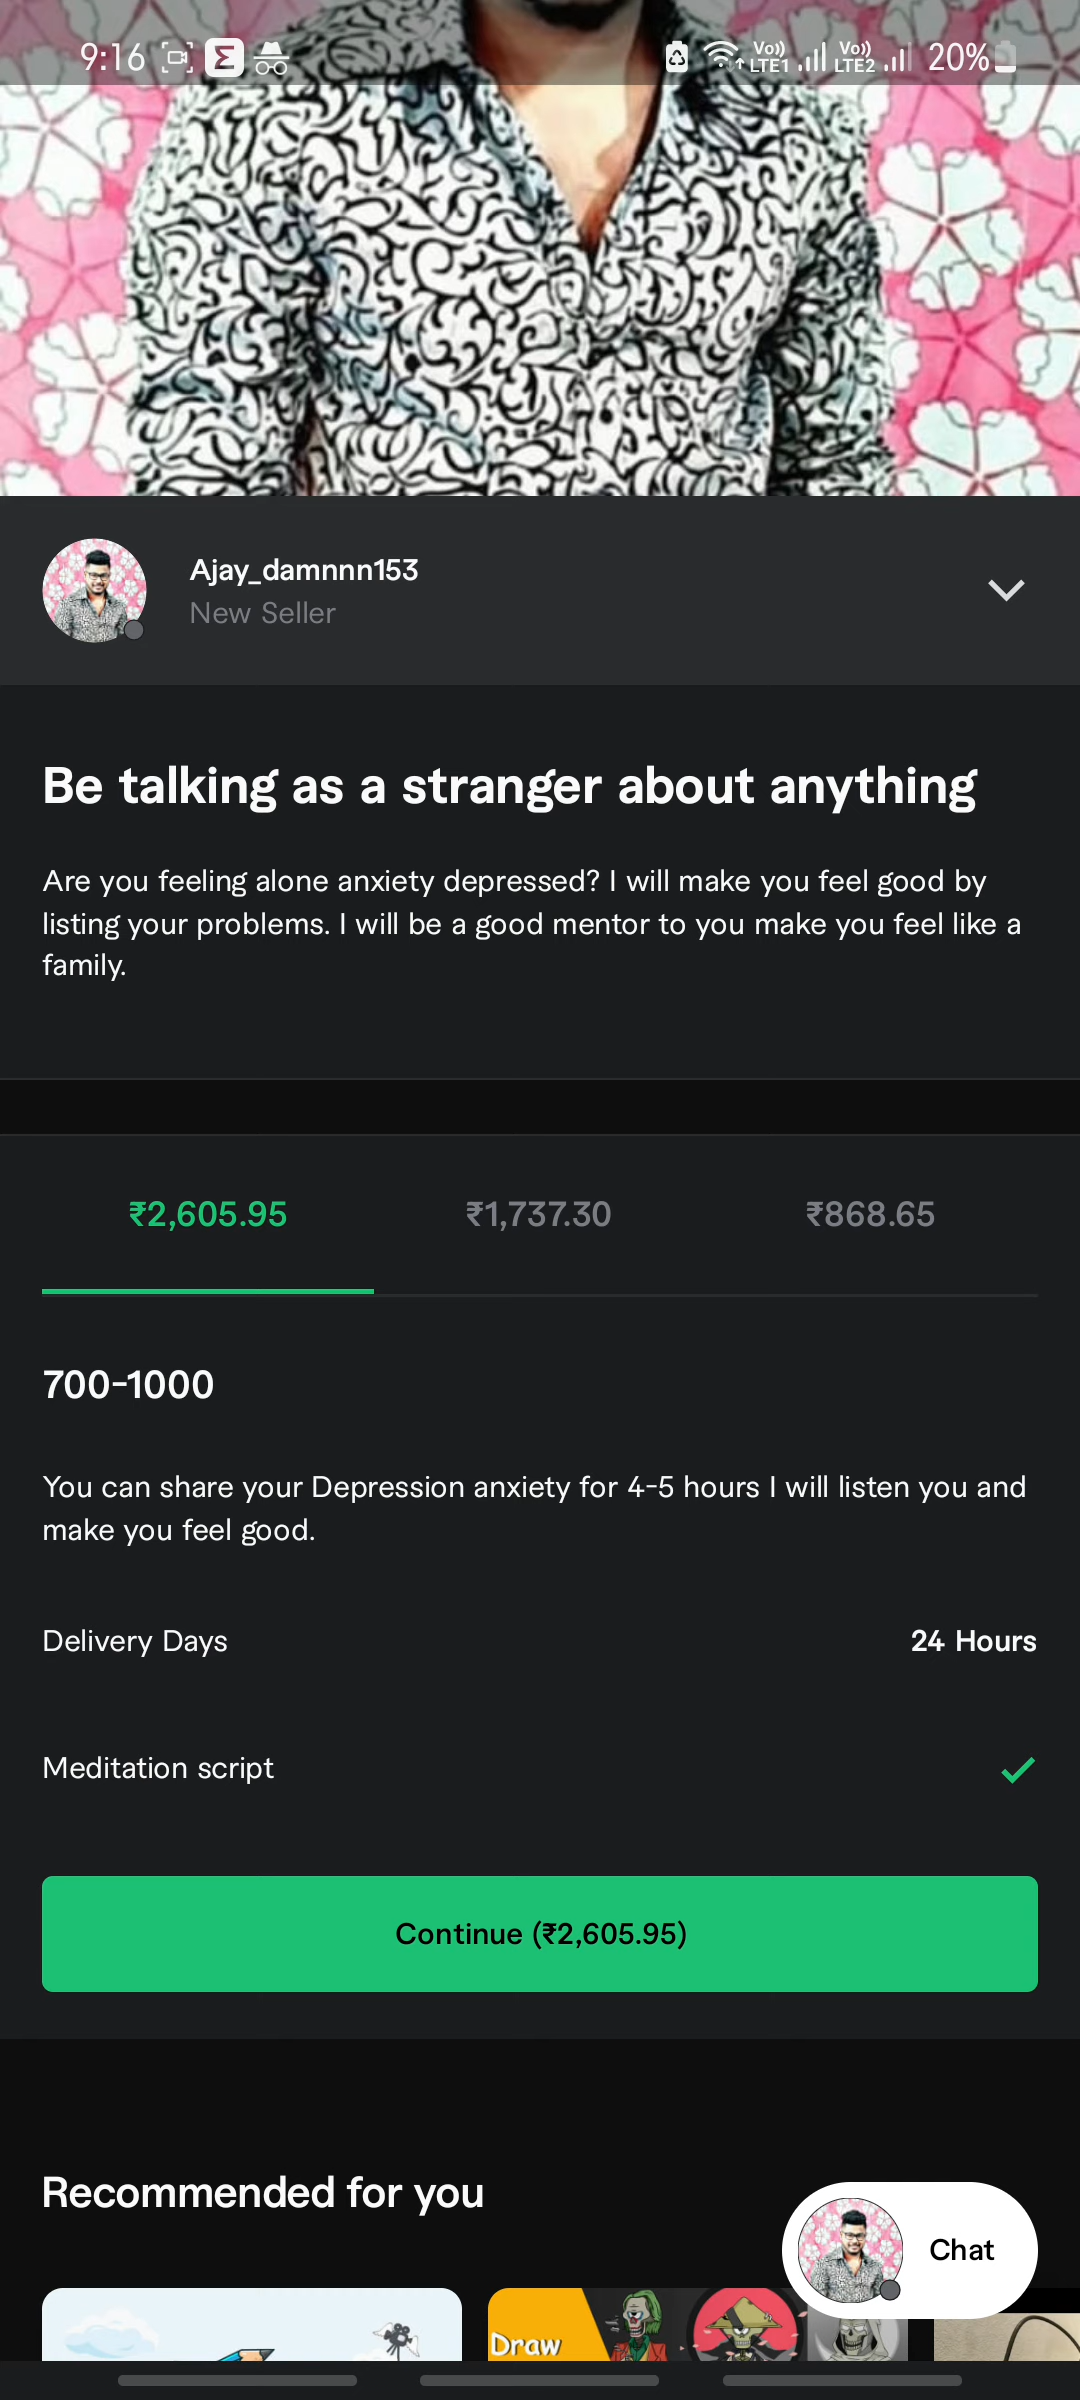 9:16
Vo)) LTE1
Vo)) LTE2
20%
Ajay_damnnn153
New Seller
Be talking as a stranger about anything
Are you feeling alone anxiety depressed? I will make you feel good by
listing your problems. I will be a good mentor to you make you feel like a
family.
₹2,605.95
₹1,737.30
₹868.65
700-1000
You can share your Depression anxiety for 4-5 hours I will listen you and
make you feel good.
Delivery Days
24 Hours
Meditation script
Continue (₹2,605.95)
Recommended for you
Chat
Draw